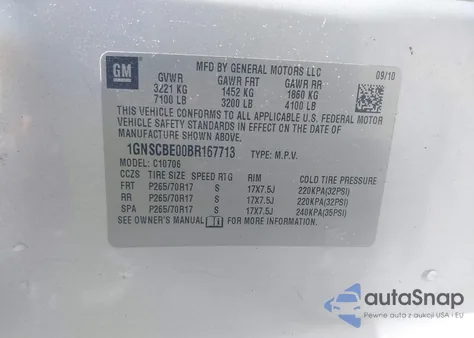 GM
MFD BY GENERAL MOTORS LLC
GVWR GAWR FRT GAWR RR 09/10
3221 KG 1452 KG 1860 KG
7100 LB 3200 LB 4100 LB
THIS VEHICLE CONFORMS TO ALL APPLICABLE U.S. FEDERAL MOTOR
VEHICLE SAFETY STANDARDS IN EFFECT ON THE DATE OF
MANUFACTURE SHOWN ABOVE.
1GNSCBE00BR167713 TYPE: M.P.V.
MODEL: C10706
CCZS TIRE SIZE SPEED RTG RIM COLD TIRE PRESSURE
FRT P265/70R17 S 17X7.5J 220KPA(32PSI)
RR P265/70R17 S 17X7.5J 220KPA(32PSI)
SPA P265/70R17 S 17X7.5J 240KPA(35PSI)
SEE OWNER'S MANUAL FOR MORE INFORMATION
autoSnap
Pewne auta z aukcji w USA i EU